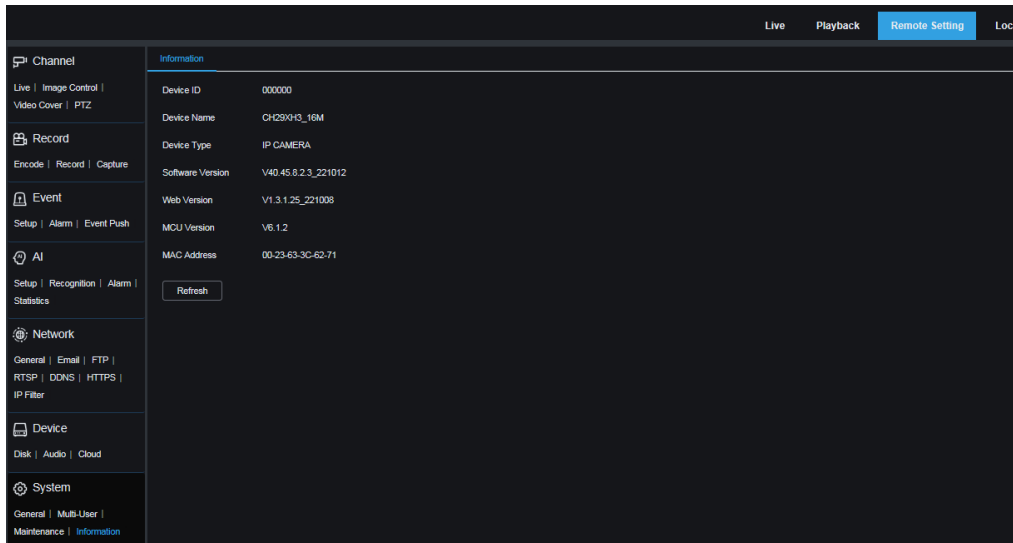 Live Playback Remote Setting Loc
Channel
Live | Image Control |
Video Cover | PTZ
Record
Encode | Record | Capture
Event
Setup | Alarm | Event Push
AI
Setup | Recognition | Alarm |
Statistics
Network
General | Email | FTP |
RTSP | DDNS | HTTPS |
IP Filter
Device
Disk | Audio | Cloud
System
General | Multi-User |
Maintenance | Information
Information
Device ID 000000
Device Name CH29XH3_16M
Device Type IP CAMERA
Software Version V40.45.8.2.3_221012
Web Version V1.3.1.25_221008
MCU Version V6.1.2
MAC Address 00-23-63-3C-62-71
Refresh